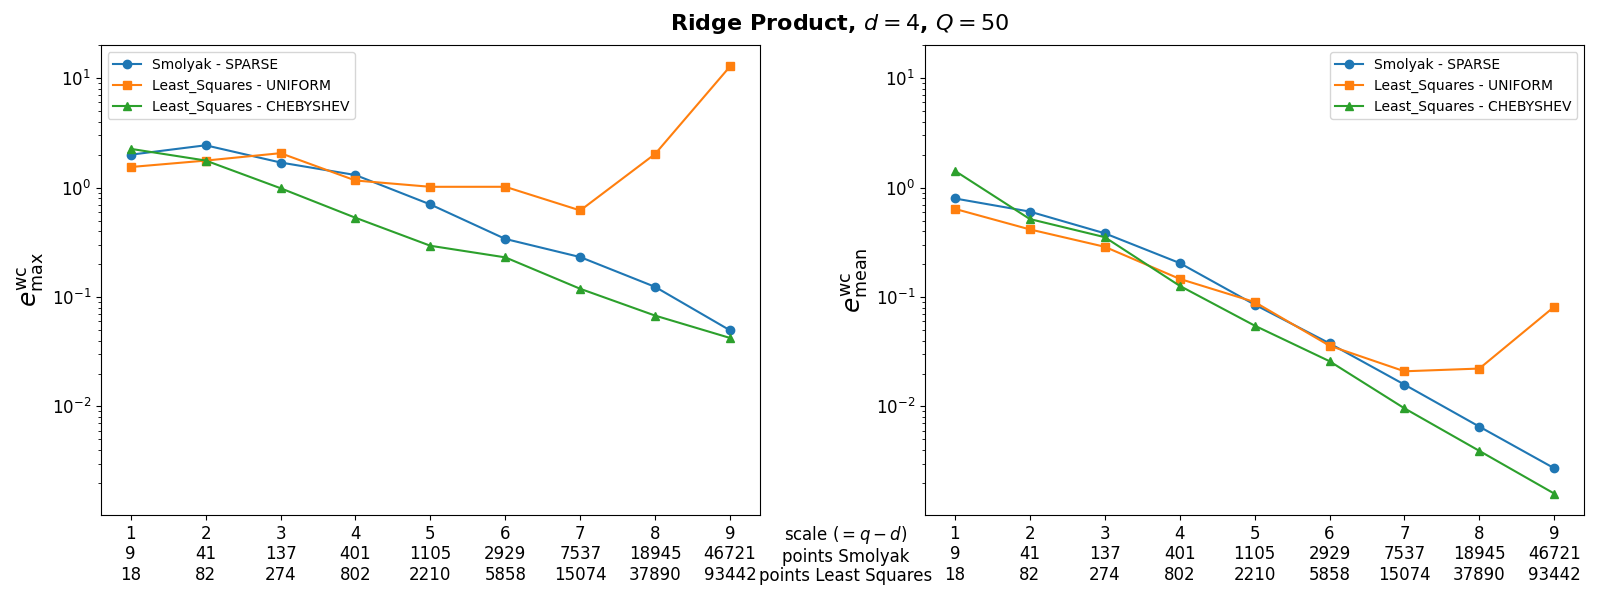 Ridge Product, d = 4, Q = 50
10¹
10⁰
10⁻¹
10⁻²
e^wc_max
Smolyak - SPARSE
Least_Squares - UNIFORM
Least_Squares - CHEBYSHEV
1 2 3 4 5 6 7 8 9
9 41 137 401 1105 2929 7537 18945 46721
18 82 274 802 2210 5858 15074 37890 93442
scale (= q − d)
points Smolyak
points Least Squares
10¹
10⁰
10⁻¹
10⁻²
e^wc_mean
Smolyak - SPARSE
Least_Squares - UNIFORM
Least_Squares - CHEBYSHEV
1 2 3 4 5 6 7 8 9
9 41 137 401 1105 2929 7537 18945 46721
18 82 274 802 2210 5858 15074 37890 93442